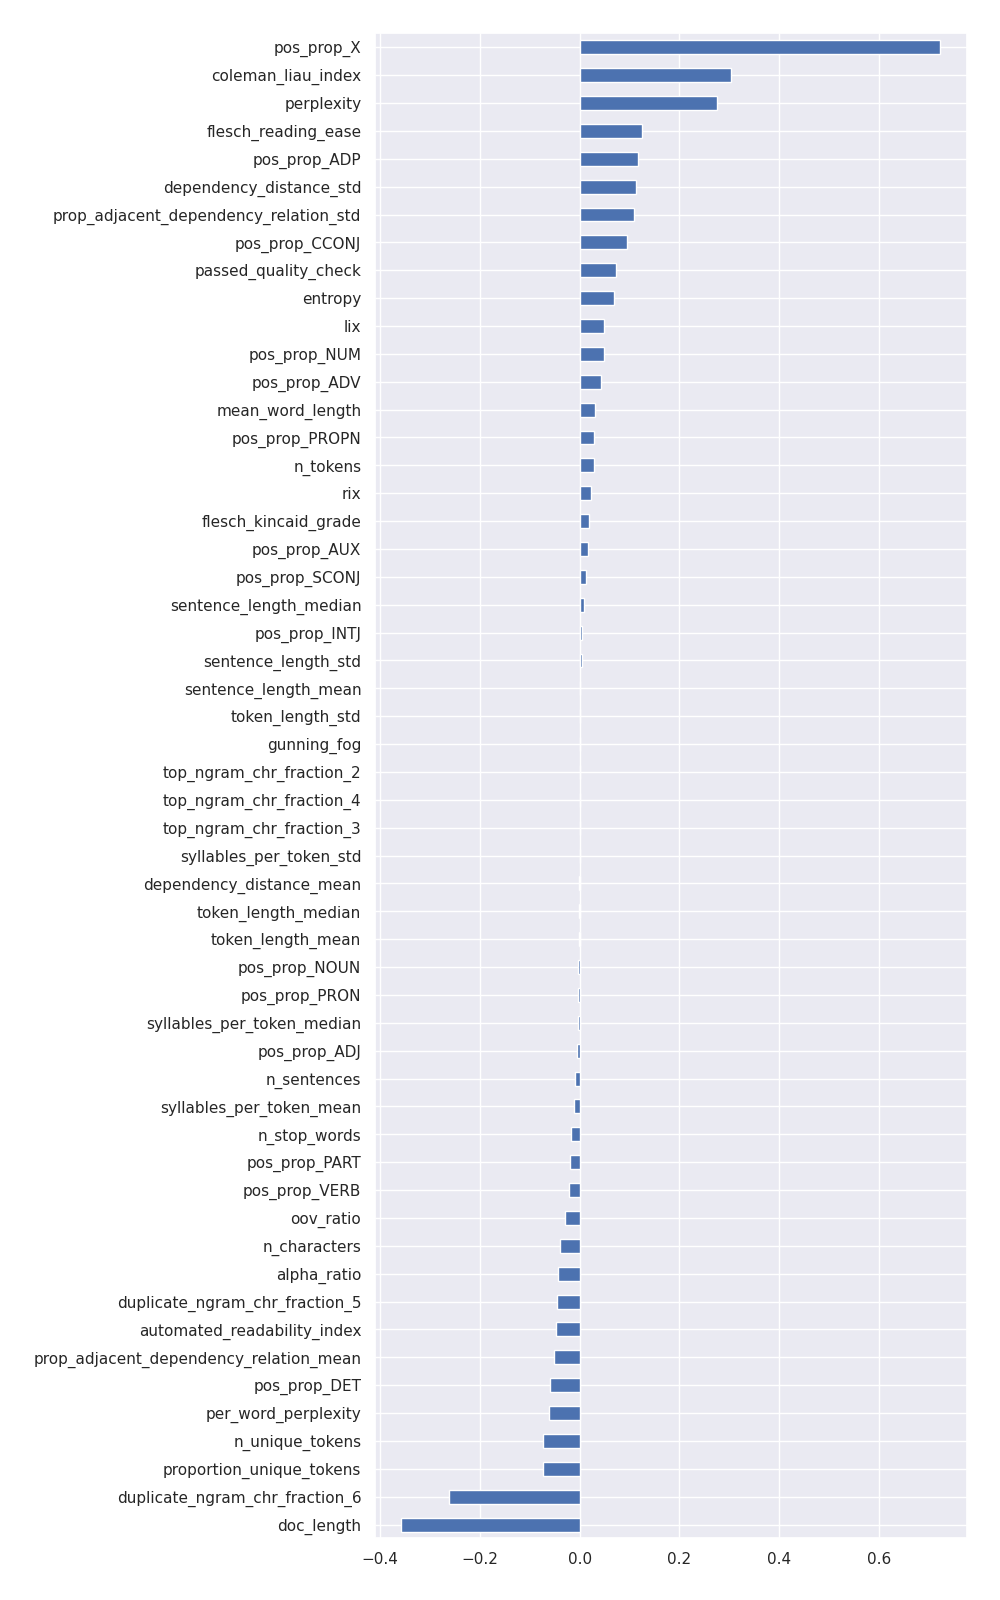 pos_prop_X
coleman_liau_index
perplexity
flesch_reading_ease
pos_prop_ADP
dependency_distance_std
prop_adjacent_dependency_relation_std
pos_prop_CCONJ
passed_quality_check
entropy
lix
pos_prop_NUM
pos_prop_ADV
mean_word_length
pos_prop_PROPN
n_tokens
rix
flesch_kincaid_grade
pos_prop_AUX
pos_prop_SCONJ
sentence_length_median
pos_prop_INTJ
sentence_length_std
sentence_length_mean
token_length_std
gunning_fog
top_ngram_chr_fraction_2
top_ngram_chr_fraction_4
top_ngram_chr_fraction_3
syllables_per_token_std
dependency_distance_mean
token_length_median
token_length_mean
pos_prop_NOUN
pos_prop_PRON
syllables_per_token_median
pos_prop_ADJ
n_sentences
syllables_per_token_mean
n_stop_words
pos_prop_PART
pos_prop_VERB
oov_ratio
n_characters
alpha_ratio
duplicate_ngram_chr_fraction_5
automated_readability_index
prop_adjacent_dependency_relation_mean
pos_prop_DET
per_word_perplexity
n_unique_tokens
proportion_unique_tokens
duplicate_ngram_chr_fraction_6
doc_length
−0.4 −0.2 0.0 0.2 0.4 0.6